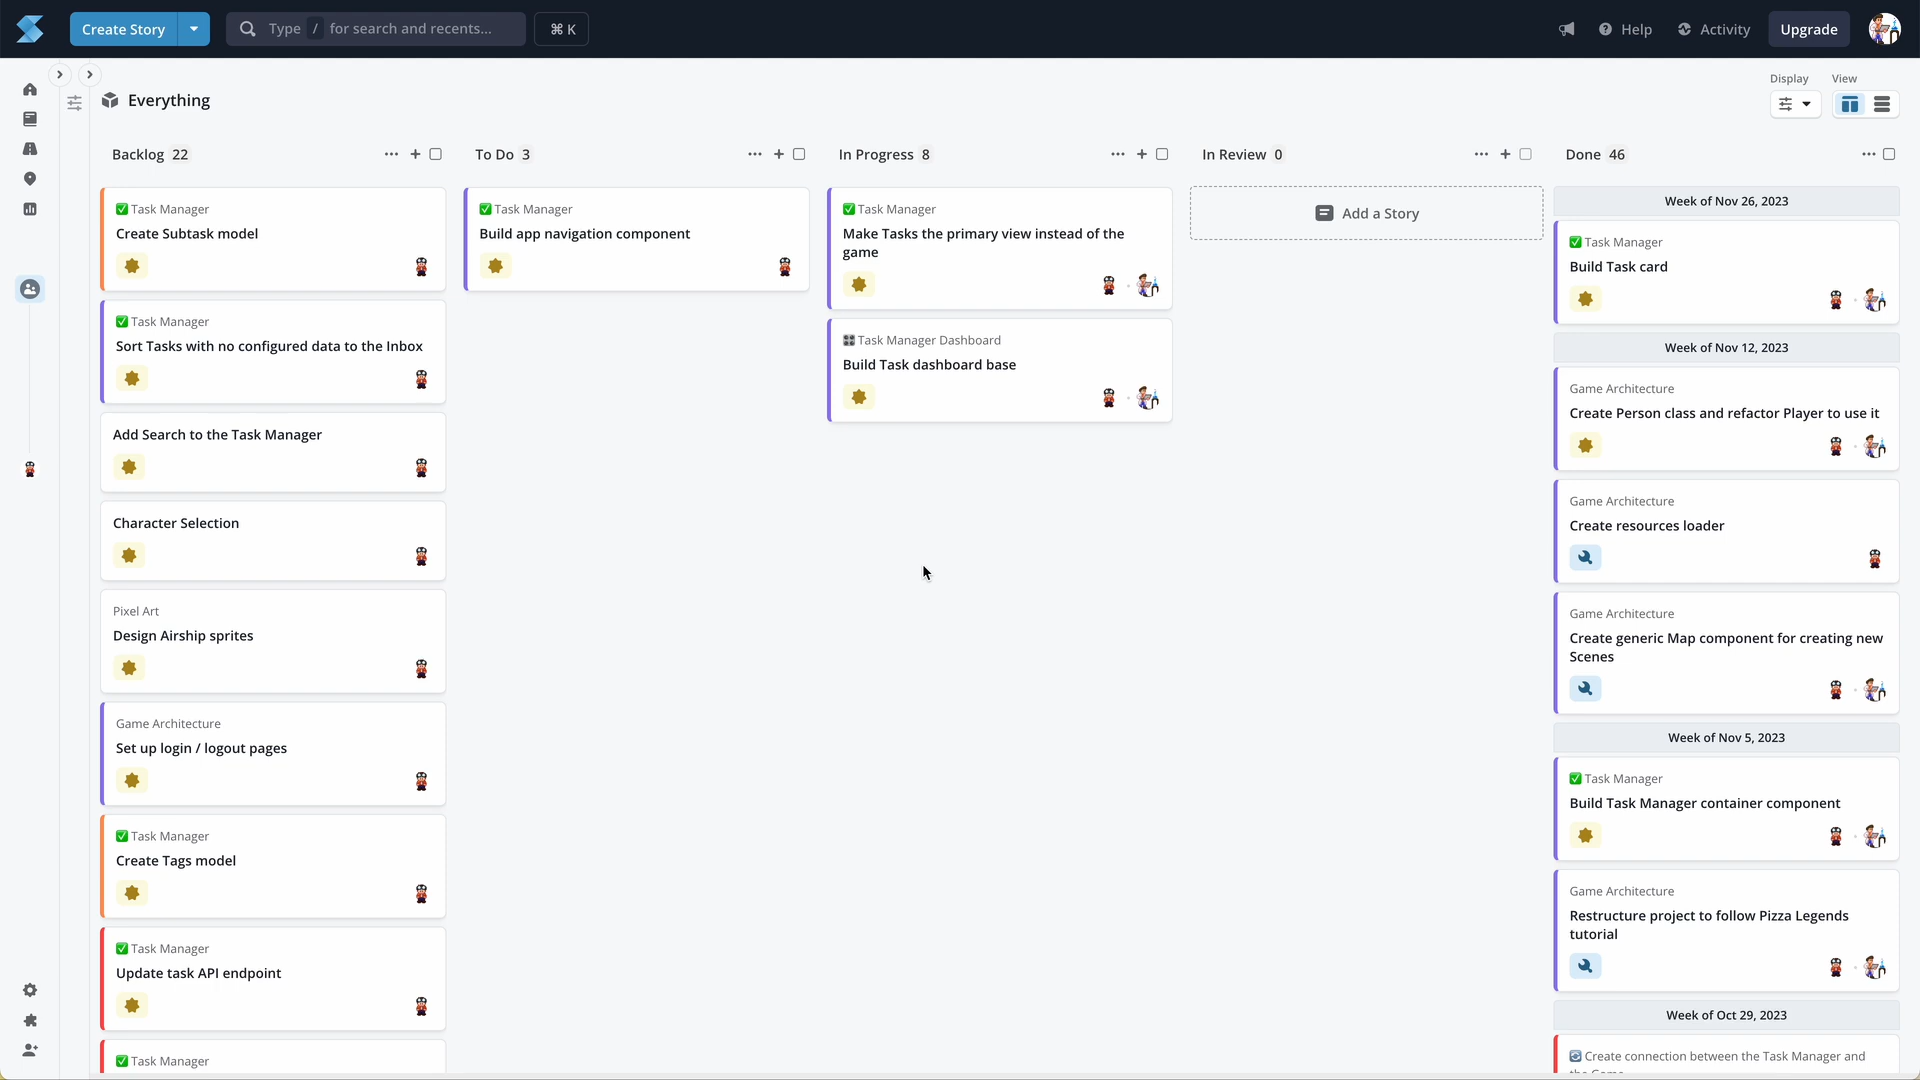 Create Story
Type / for search and recents...
⌘ K
Help
Activity
Upgrade
Everything
Display
View
Backlog 22
Task Manager
Create Subtask model
Task Manager
Sort Tasks with no configured data to the Inbox
Add Search to the Task Manager
Character Selection
Pixel Art
Design Airship sprites
Game Architecture
Set up login / logout pages
Task Manager
Create Tags model
Task Manager
Update task API endpoint
Task Manager
To Do 3
Task Manager
Build app navigation component
In Progress 8
Task Manager
Make Tasks the primary view instead of the
game
Task Manager Dashboard
Build Task dashboard base
In Review 0
Add a Story
Done 46
Week of Nov 26, 2023
Task Manager
Build Task card
Week of Nov 12, 2023
Game Architecture
Create Person class and refactor Player to use it
Game Architecture
Create resources loader
Game Architecture
Create generic Map component for creating new
Scenes
Week of Nov 5, 2023
Task Manager
Build Task Manager container component
Game Architecture
Restructure project to follow Pizza Legends
tutorial
Week of Oct 29, 2023
Create connection between the Task Manager and
the Game